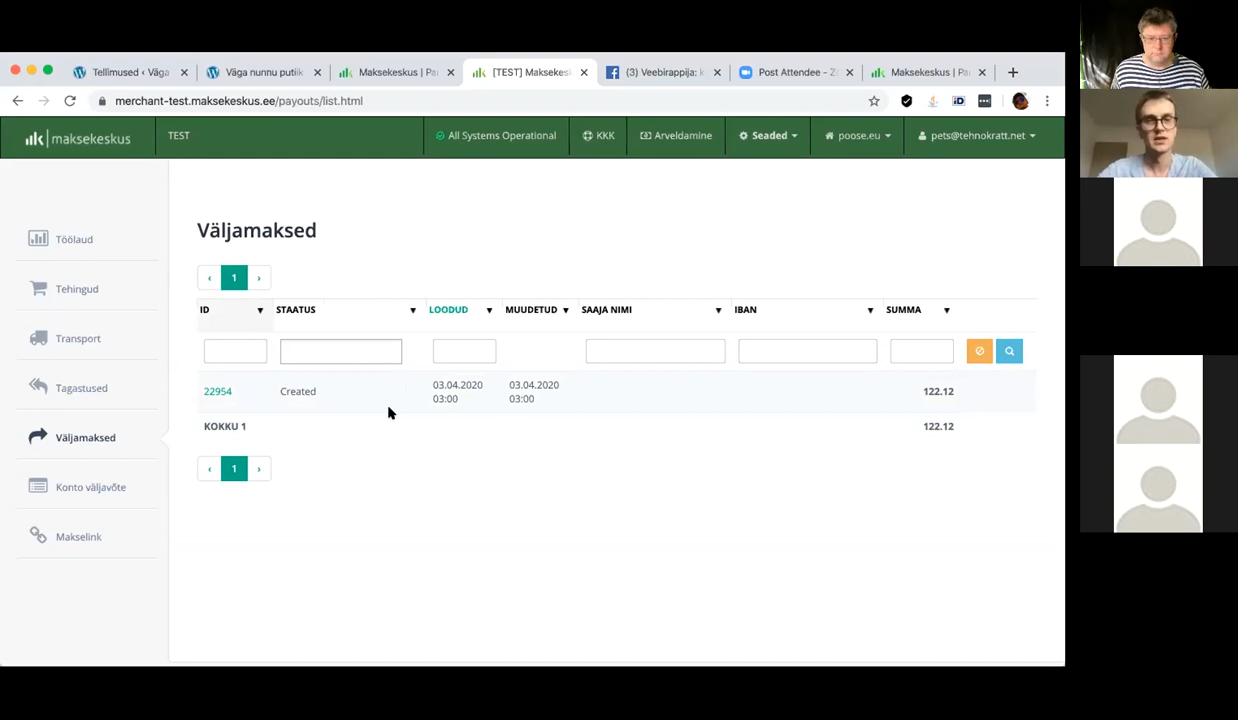 Tellimused ‹ Väga
Väga nunnu putiik
Maksekeskus | Pa
[TEST] Maksekesk
(3) Veebirappija: k
Post Attendee - Z
Maksekeskus | Pa
merchant-test.maksekeskus.ee/payouts/list.html
iD
maksekeskus
TEST
All Systems Operational
KKK
Arveldamine
Seaded
poose.eu
pets@tehnokratt.net
Töölaud
Tehingud
Transport
Tagastused
Väljamaksed
Konto väljavõte
Makselink
Väljamaksed
‹ 1 ›
ID STAATUS LOODUD MUUDETUD SAAJA NIMI IBAN SUMMA
22954 Created 03.04.2020 03.04.2020 122.12
03:00 03:00
KOKKU 1 122.12
‹ 1 ›